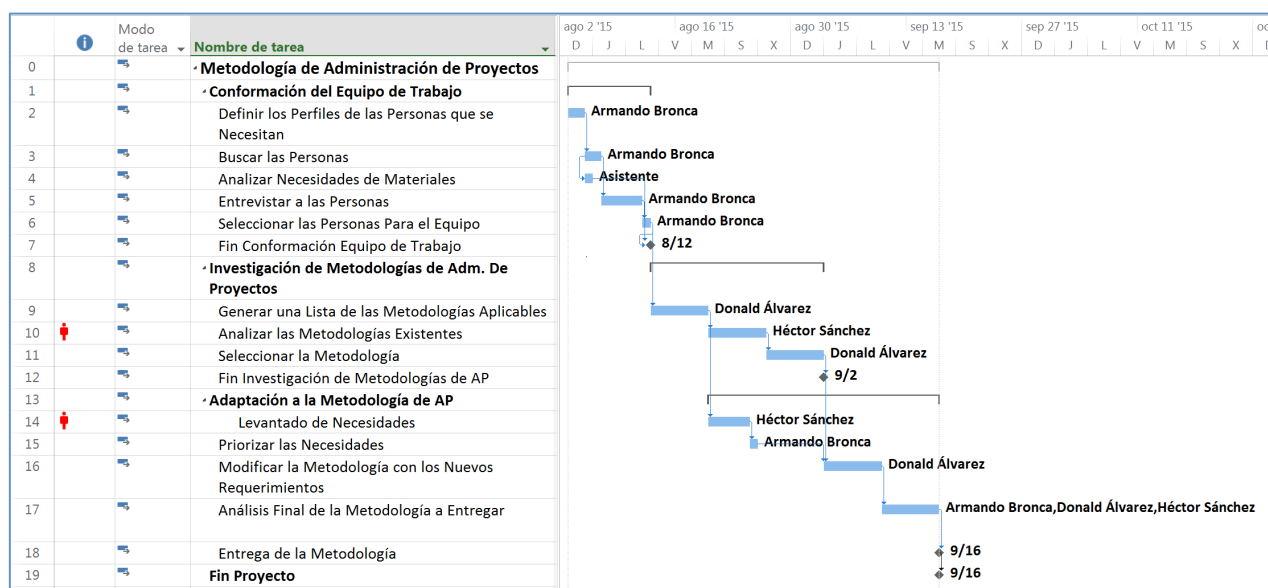 Modo
de tarea
Nombre de tarea
ago 2 '15 ago 16 '15 ago 30 '15 sep 13 '15 sep 27 '15 oct 11 '15 oc
D J L V M S X D J L V M S X D J L V M S X D
0 Metodología de Administración de Proyectos
1 Conformación del Equipo de Trabajo
2 Definir los Perfiles de las Personas que se Armando Bronca
Necesitan
3 Buscar las Personas Armando Bronca
4 Analizar Necesidades de Materiales Asistente
5 Entrevistar a las Personas Armando Bronca
6 Seleccionar las Personas Para el Equipo Armando Bronca
7 Fin Conformación Equipo de Trabajo 8/12
8 Investigación de Metodologías de Adm. De
Proyectos
9 Generar una Lista de las Metodologías Aplicables Donald Álvarez
10 Analizar las Metodologías Existentes Héctor Sánchez
11 Seleccionar la Metodología Donald Álvarez
12 Fin Investigación de Metodologías de AP 9/2
13 Adaptación a la Metodología de AP
14 Levantado de Necesidades Héctor Sánchez
15 Priorizar las Necesidades Armando Bronca
16 Modificar la Metodología con los Nuevos Donald Álvarez
Requerimientos
17 Análisis Final de la Metodología a Entregar Armando Bronca,Donald Álvarez,Héctor Sánchez
18 Entrega de la Metodología 9/16
19 Fin Proyecto 9/16